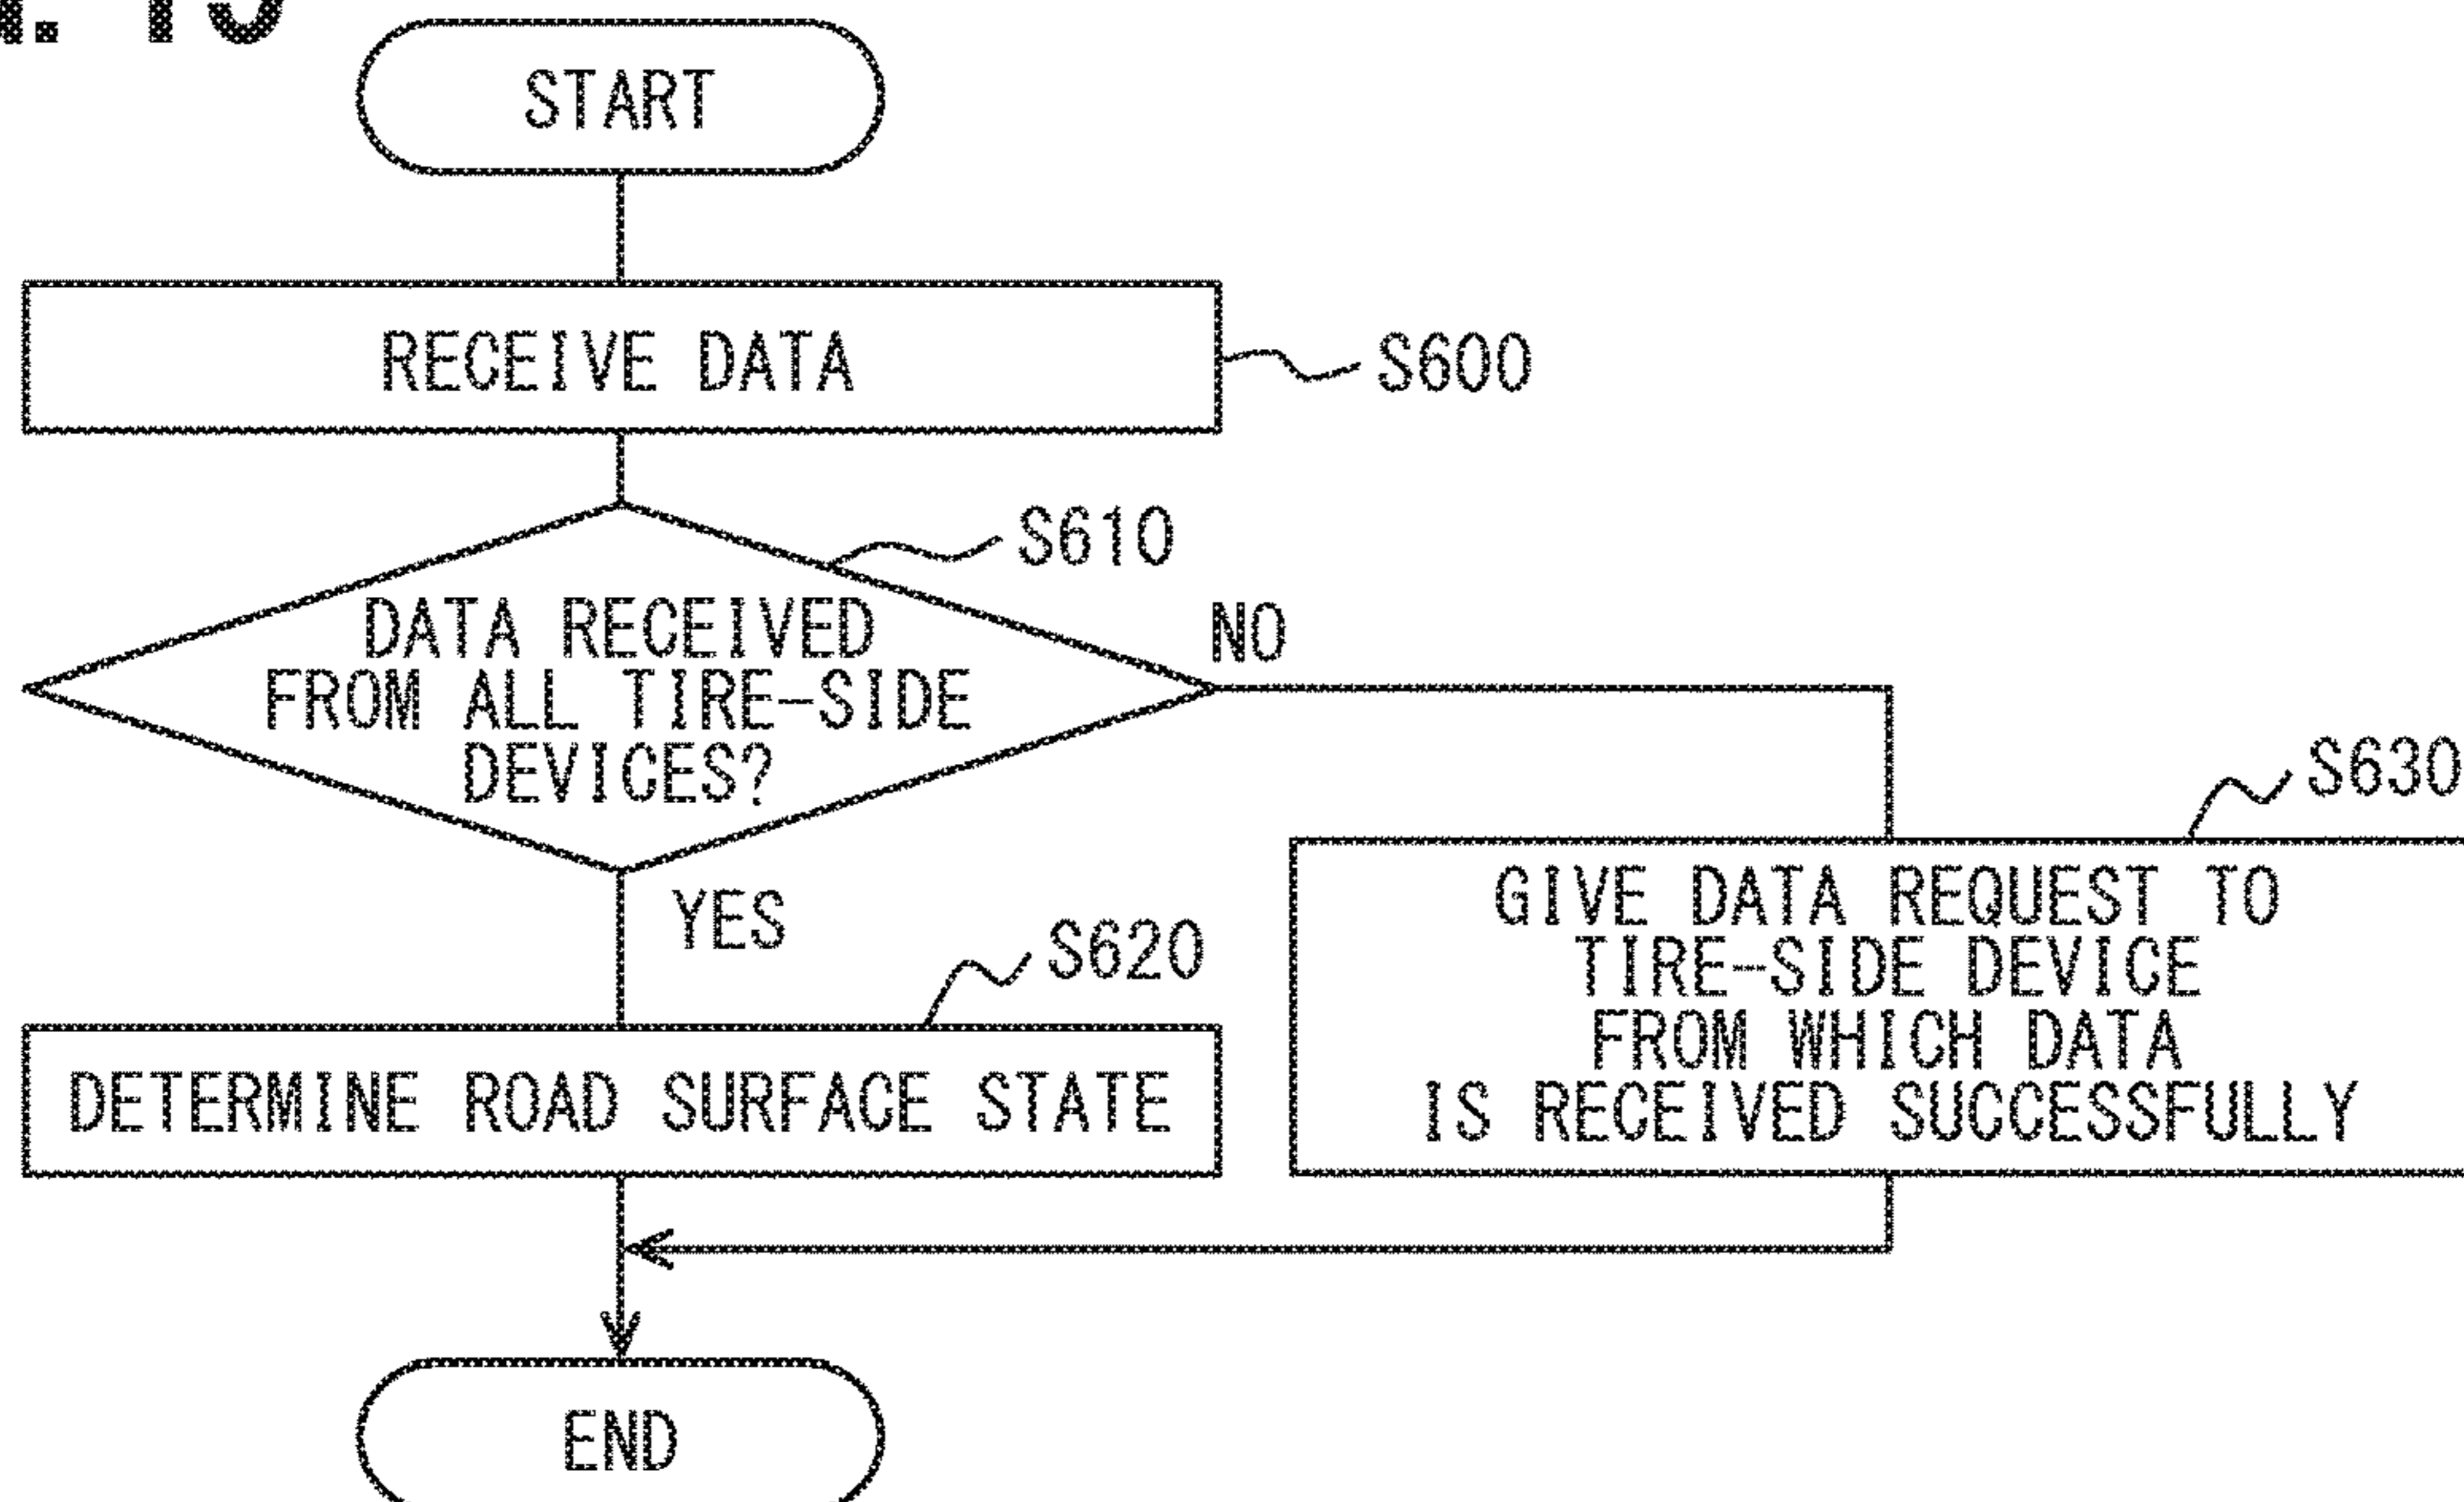 START
RECEIVE DATA
S600
S610
DATA RECEIVED
FROM ALL TIRE-SIDE
DEVICES?
NO
YES
S620
DETERMINE ROAD SURFACE STATE
S630
GIVE DATA REQUEST TO
TIRE-SIDE DEVICE
FROM WHICH DATA
IS RECEIVED SUCCESSFULLY
END